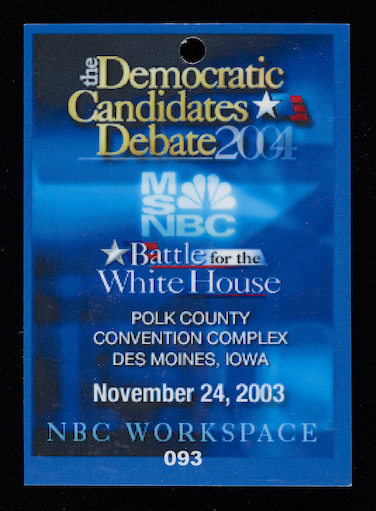 the Democratic
Candidates
Debate 2004
MSNBC
Battle for the
White House
POLK COUNTY
CONVENTION COMPLEX
DES MOINES, IOWA
November 24, 2003
NBC WORKSPACE
093